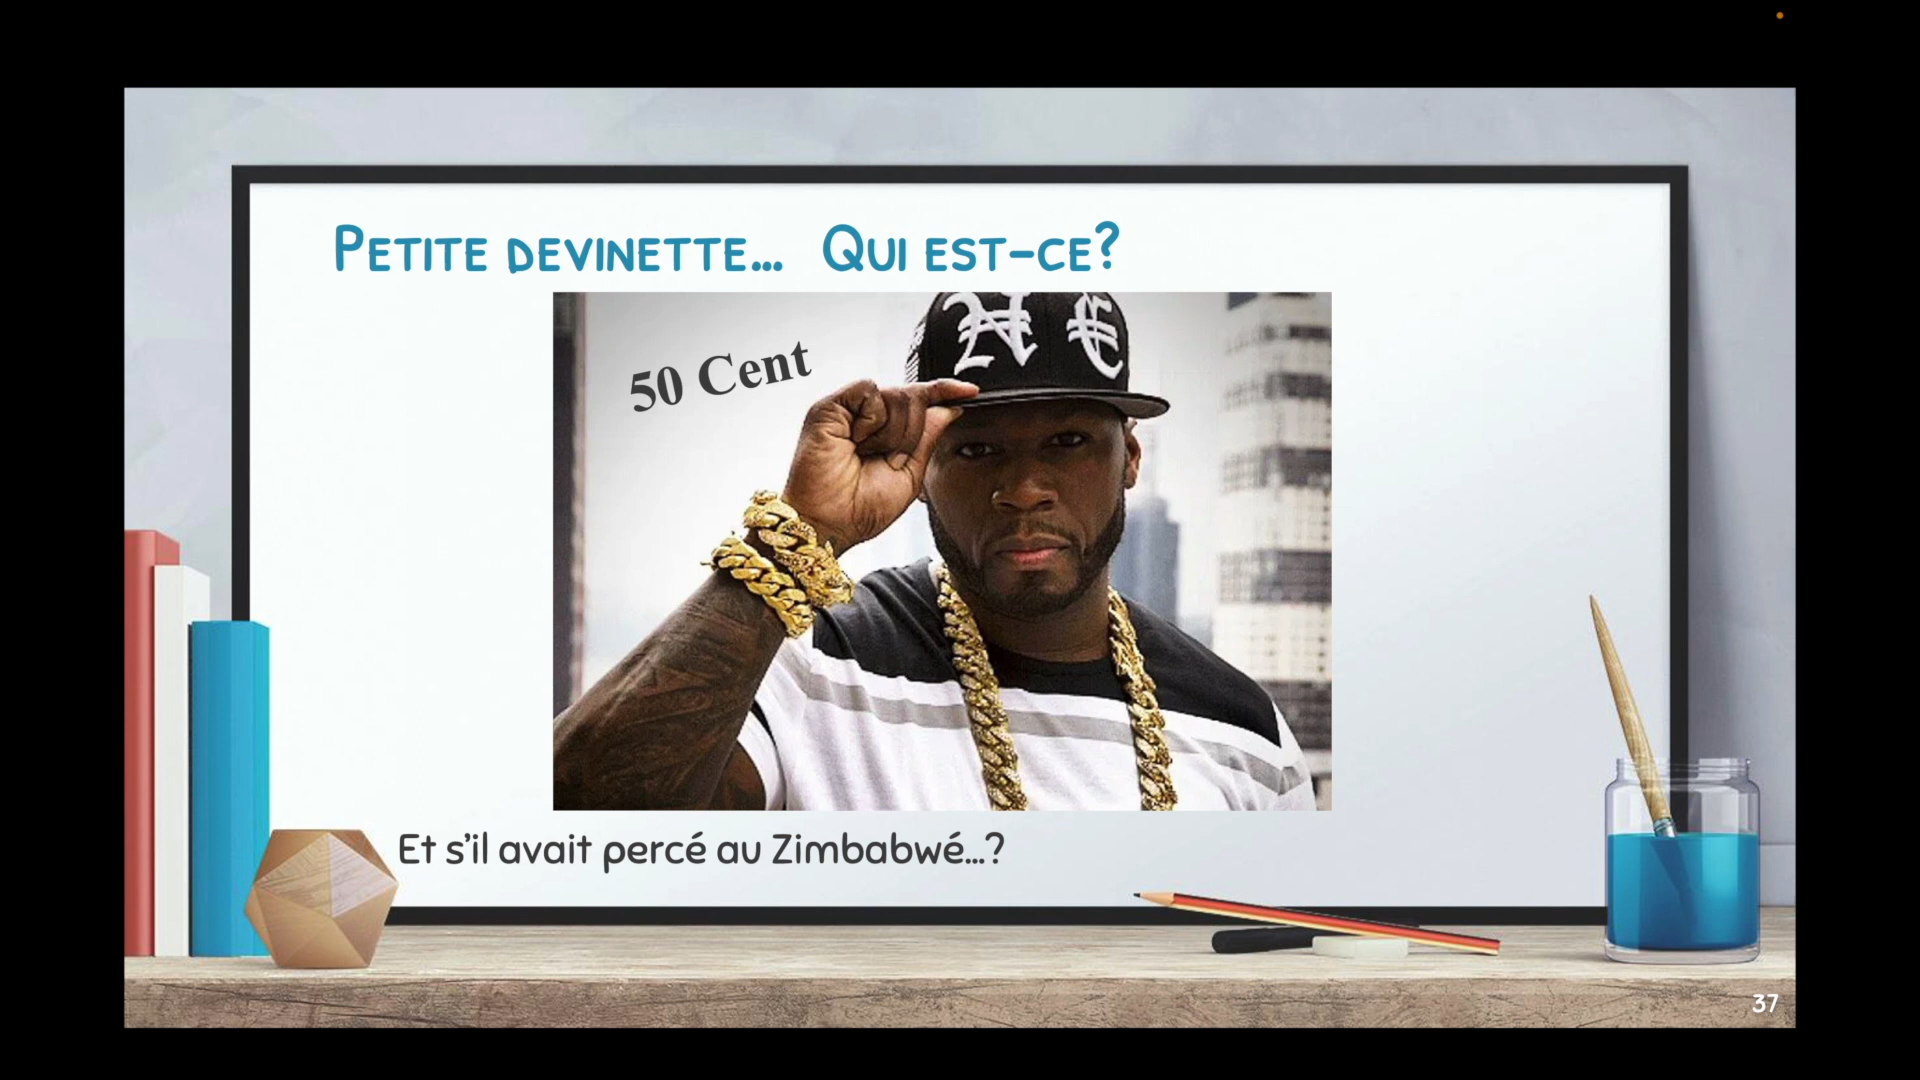 Petite devinette... Qui est-ce?
50 Cent
N €
Et s'il avait percé au Zimbabwé...?
37